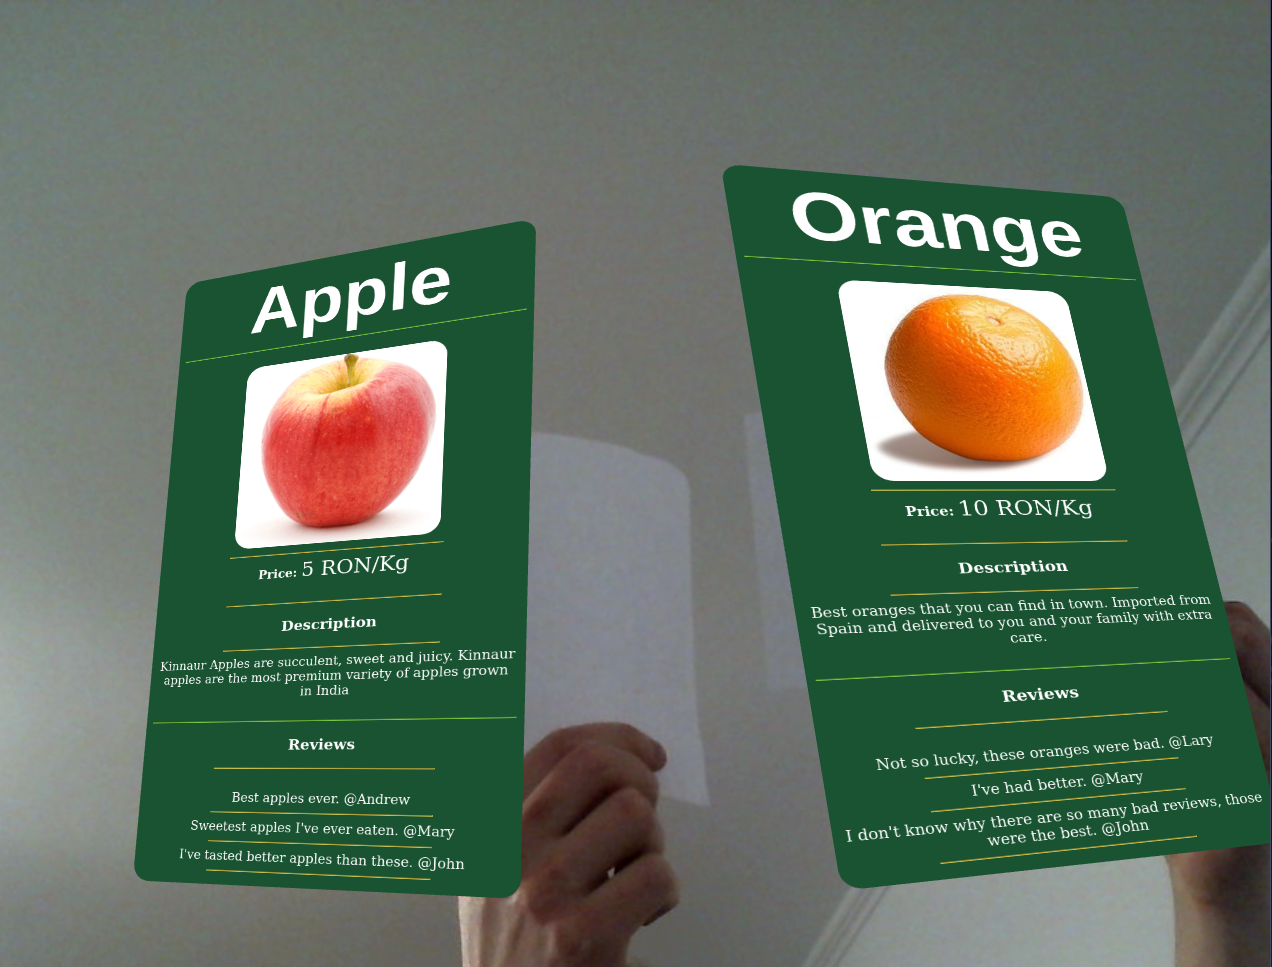 Apple
Price: 5 RON/Kg
Description
Kinnaur Apples are succulent, sweet and juicy. Kinnaur
apples are the most premium variety of apples grown
in India
Reviews
Best apples ever. @Andrew
Sweetest apples I've ever eaten. @Mary
I've tasted better apples than these. @John
Orange
Price: 10 RON/Kg
Description
Best oranges that you can find in town. Imported from
Spain and delivered to you and your family with extra
care.
Reviews
Not so lucky, these oranges were bad. @Lary
I've had better. @Mary
I don't know why there are so many bad reviews, those
were the best. @John